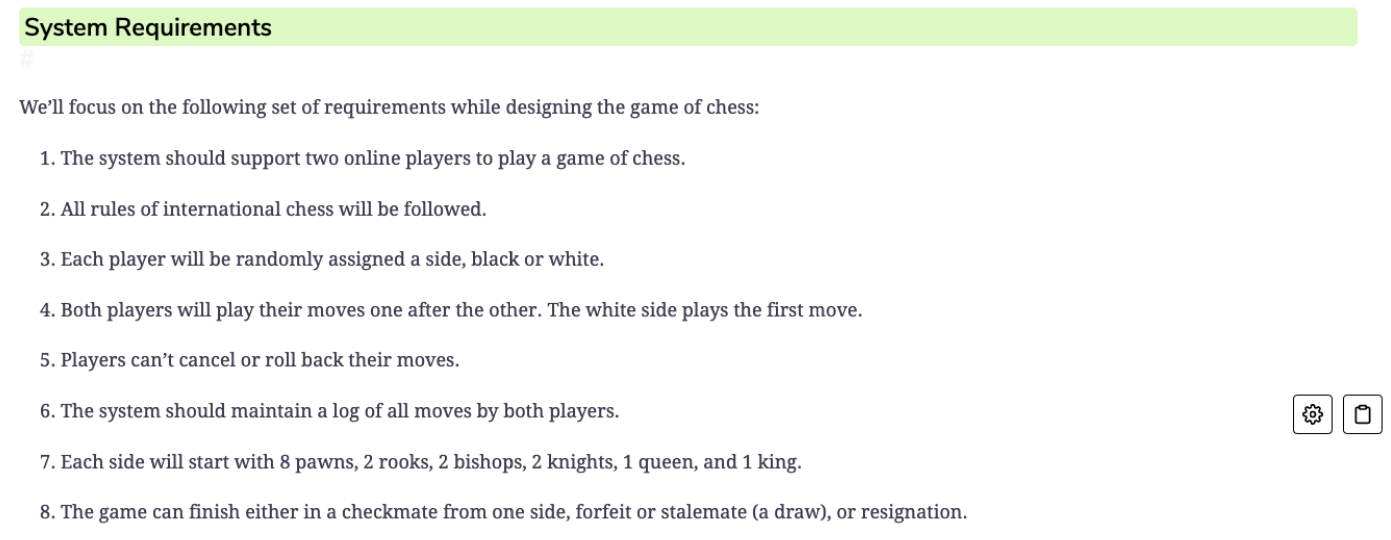 System Requirements
#
We’ll focus on the following set of requirements while designing the game of chess:
1. The system should support two online players to play a game of chess.
2. All rules of international chess will be followed.
3. Each player will be randomly assigned a side, black or white.
4. Both players will play their moves one after the other. The white side plays the first move.
5. Players can’t cancel or roll back their moves.
6. The system should maintain a log of all moves by both players.
7. Each side will start with 8 pawns, 2 rooks, 2 bishops, 2 knights, 1 queen, and 1 king.
8. The game can finish either in a checkmate from one side, forfeit or stalemate (a draw), or resignation.